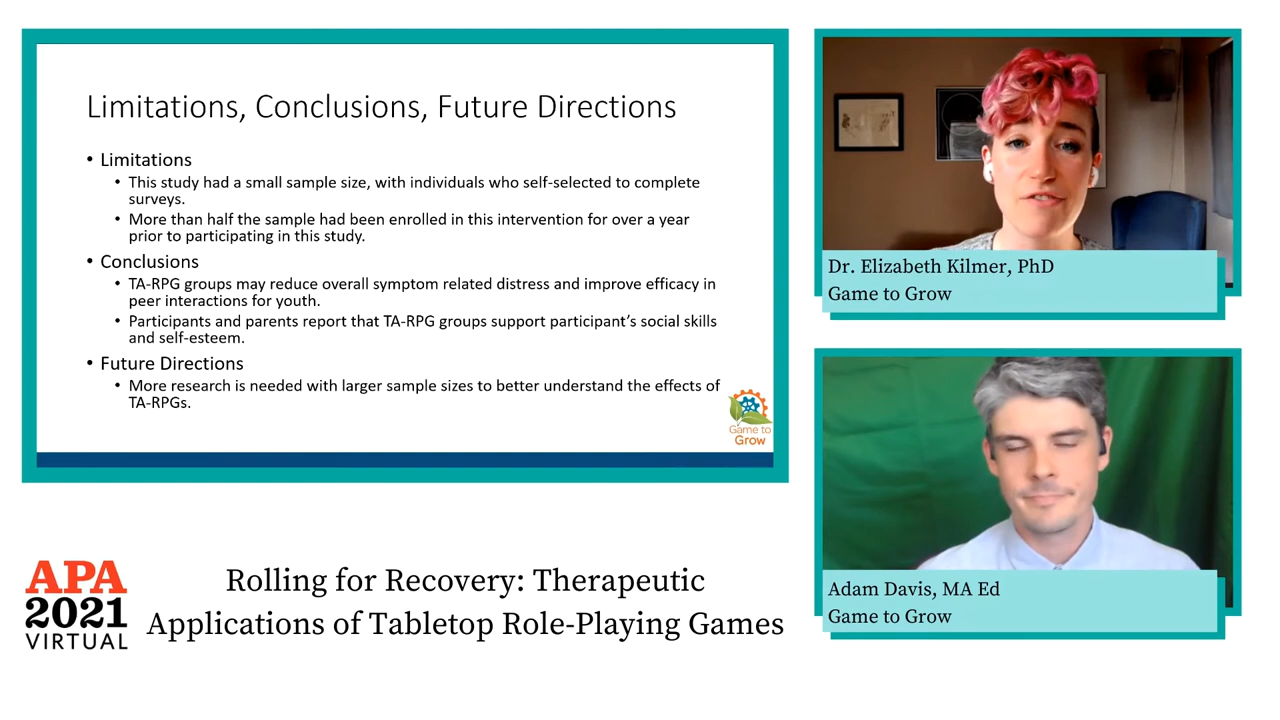 Limitations, Conclusions, Future Directions
• Limitations
• This study had a small sample size, with individuals who self-selected to complete
surveys.
• More than half the sample had been enrolled in this intervention for over a year
prior to participating in this study.
• Conclusions
• TA-RPG groups may reduce overall symptom related distress and improve efficacy in
peer interactions for youth.
• Participants and parents report that TA-RPG groups support participant's social skills
and self-esteem.
• Future Directions
• More research is needed with larger sample sizes to better understand the effects of
TA-RPGs.
Game to
Grow
Dr. Elizabeth Kilmer, PhD
Game to Grow
Adam Davis, MA Ed
Game to Grow
APA
2021
VIRTUAL
Rolling for Recovery: Therapeutic
Applications of Tabletop Role-Playing Games